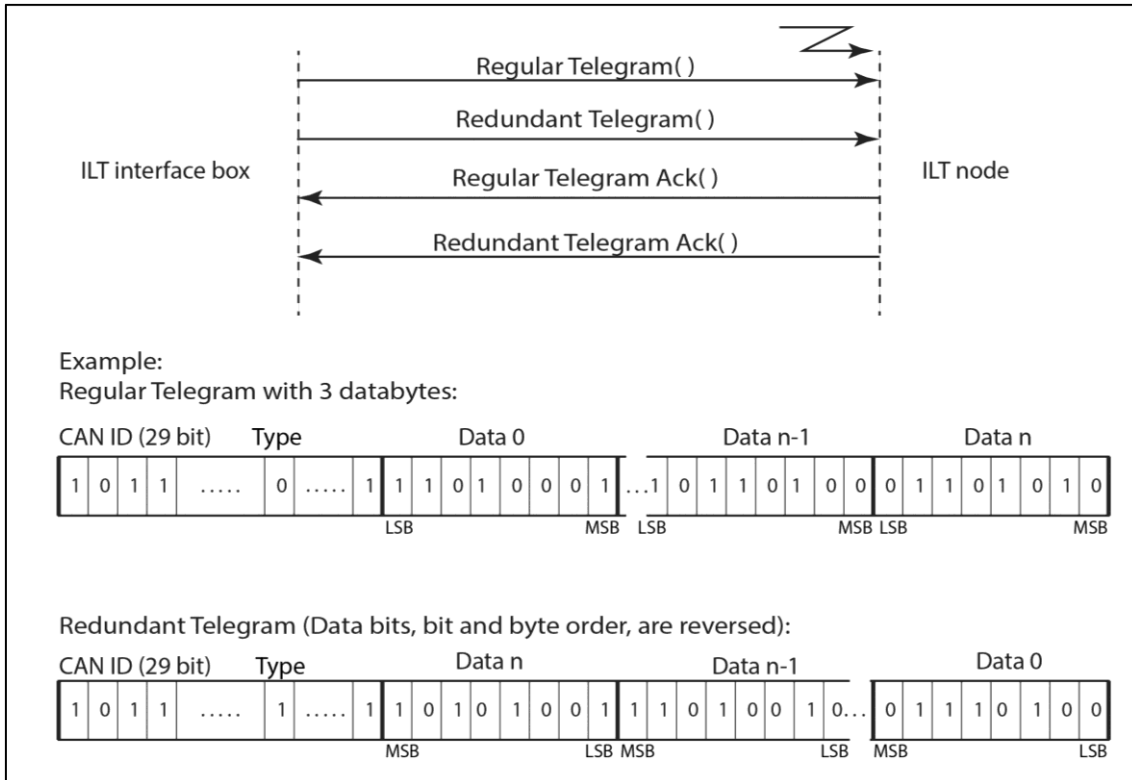 Regular Telegram( )
Redundant Telegram( )
ILT interface box
ILT node
Regular Telegram Ack( )
Redundant Telegram Ack( )
Example:
Regular Telegram with 3 databytes:
CAN ID (29 bit) Type Data 0 Data n-1 Data n
1 0 1 1 ..... 0 ..... 1 1 1 0 1 0 0 0 1 ...1 0 1 1 0 1 0 0 0 1 1 0 1 0 1 0
LSB MSB LSB MSB LSB MSB
Redundant Telegram (Data bits, bit and byte order, are reversed):
CAN ID (29 bit) Type Data n Data n-1 Data 0
1 0 1 1 ..... 1 ..... 1 1 0 1 0 1 0 0 1 1 1 0 1 0 0 1 0... 0 1 1 1 0 1 0 0
MSB LSB MSB LSB MSB LSB